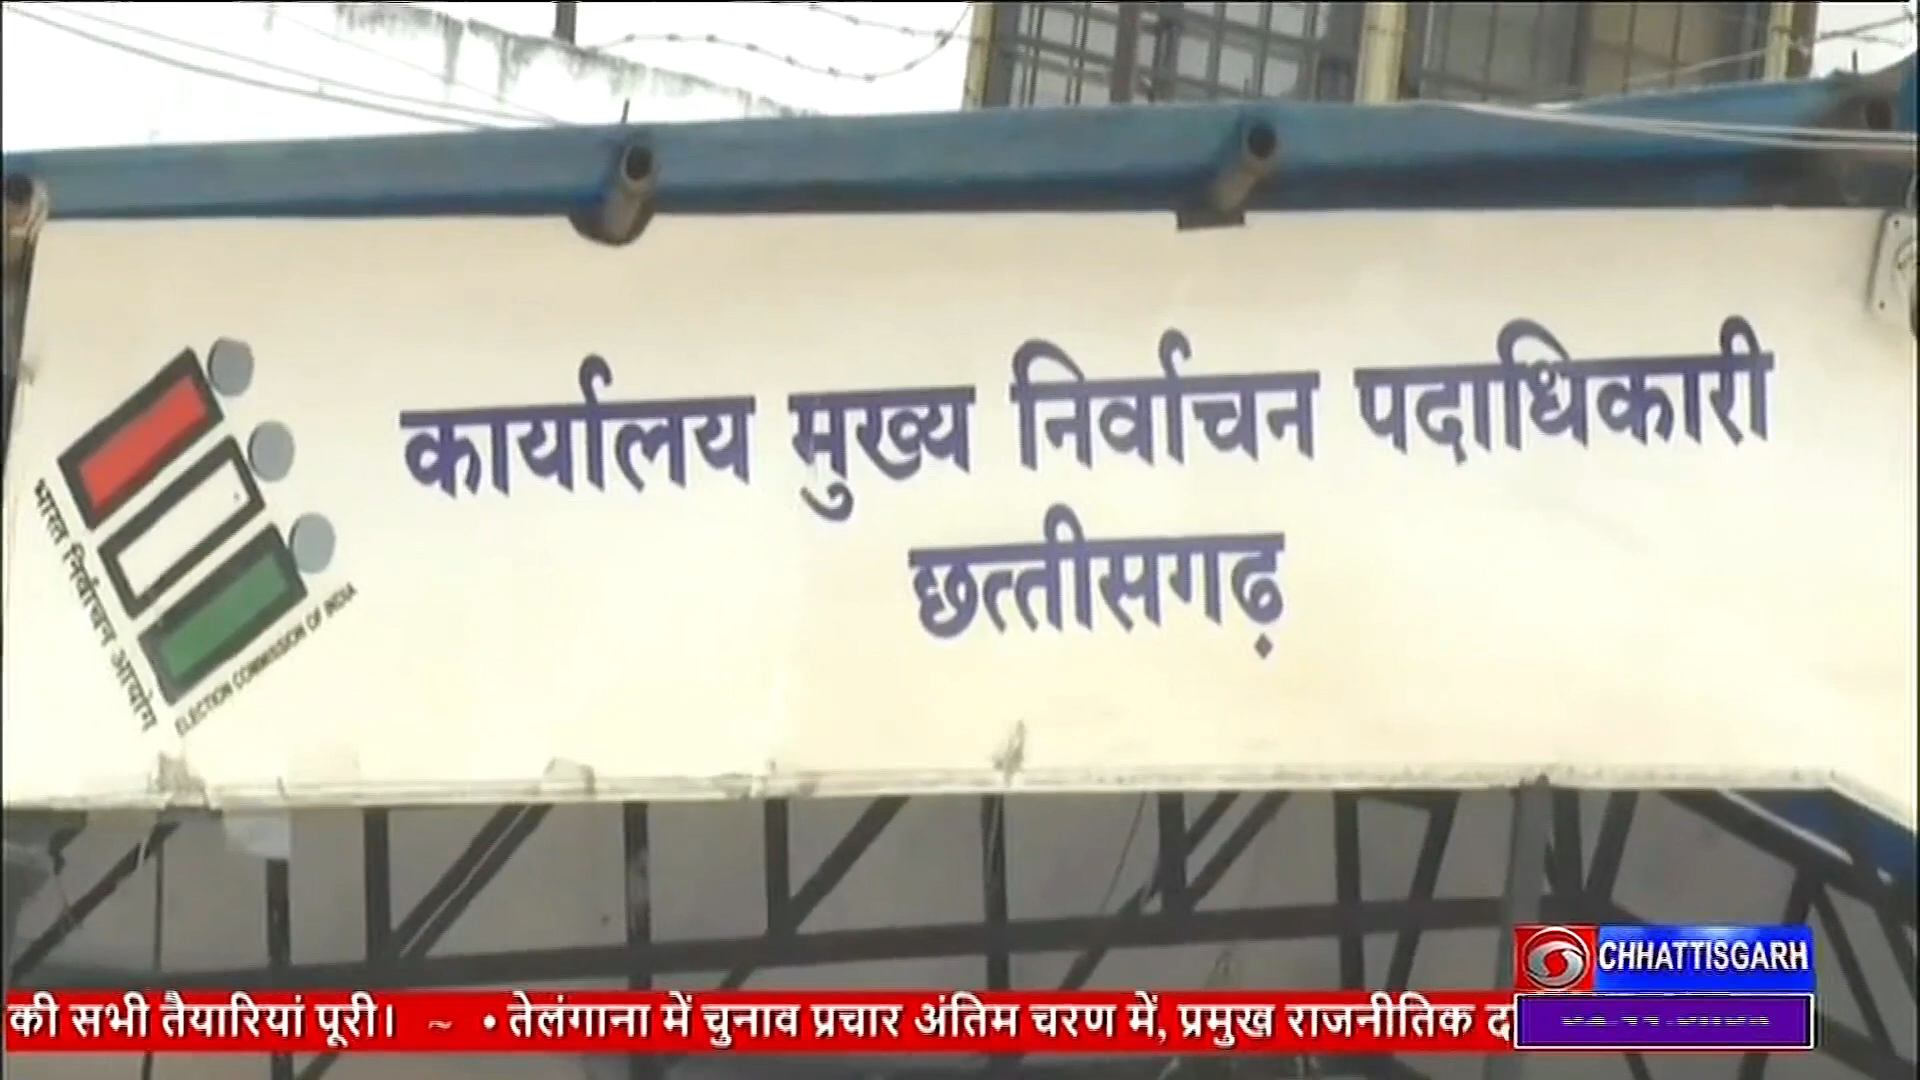 कार्यालय मुख्य निर्वाचन पदाधिकारी
छत्तीसगढ़
भारत निर्वाचन आयोग
ELECTION COMMISSION OF INDIA
CHHATTISGARH
की सभी तैयारियां पूरी। ~ • तेलंगाना में चुनाव प्रचार अंतिम चरण में, प्रमुख राजनीतिक